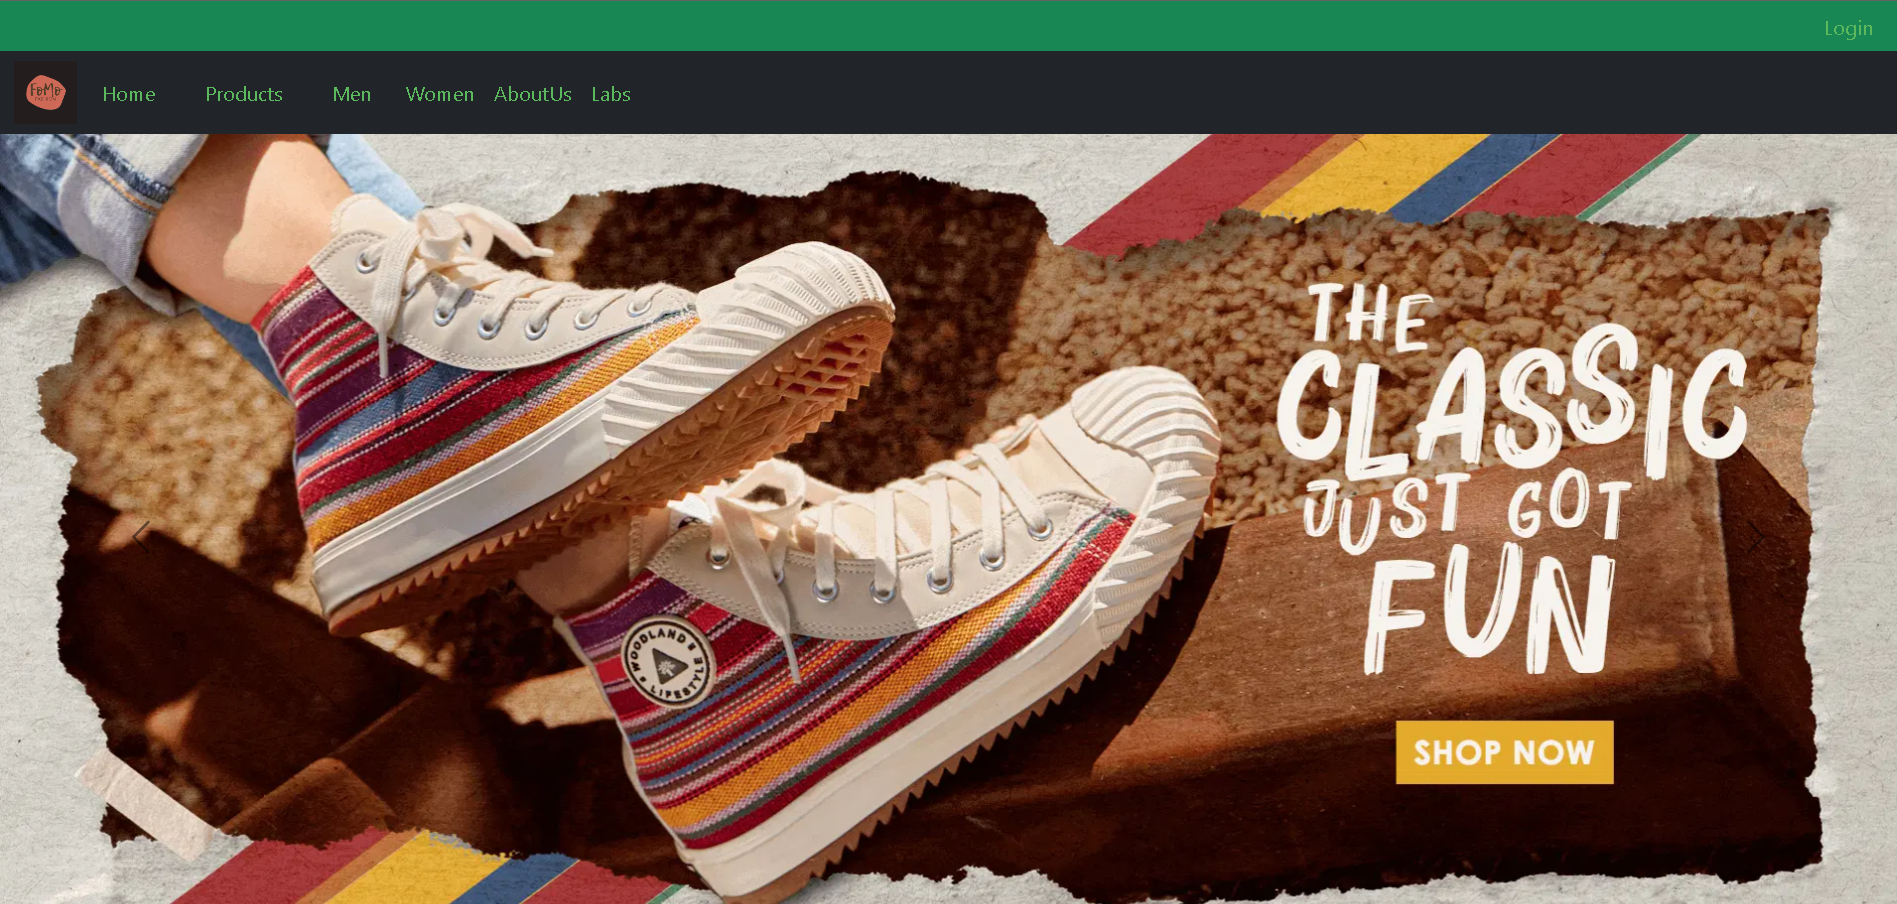 Login
FOMO
Home Products Men Women AboutUs Labs
THE
CLASSIC
JUST GOT
FUN
WOODLAND
LIFESTYLE
SHOP NOW